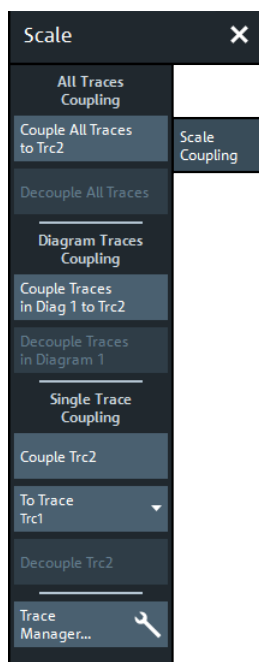 Scale
All Traces
Coupling
Couple All Traces
to Trc2
Scale
Coupling
Decouple All Traces
Diagram Traces
Coupling
Couple Traces
in Diag 1 to Trc2
Decouple Traces
in Diagram 1
Single Trace
Coupling
Couple Trc2
To Trace
Trc1
Decouple Trc2
Trace
Manager...